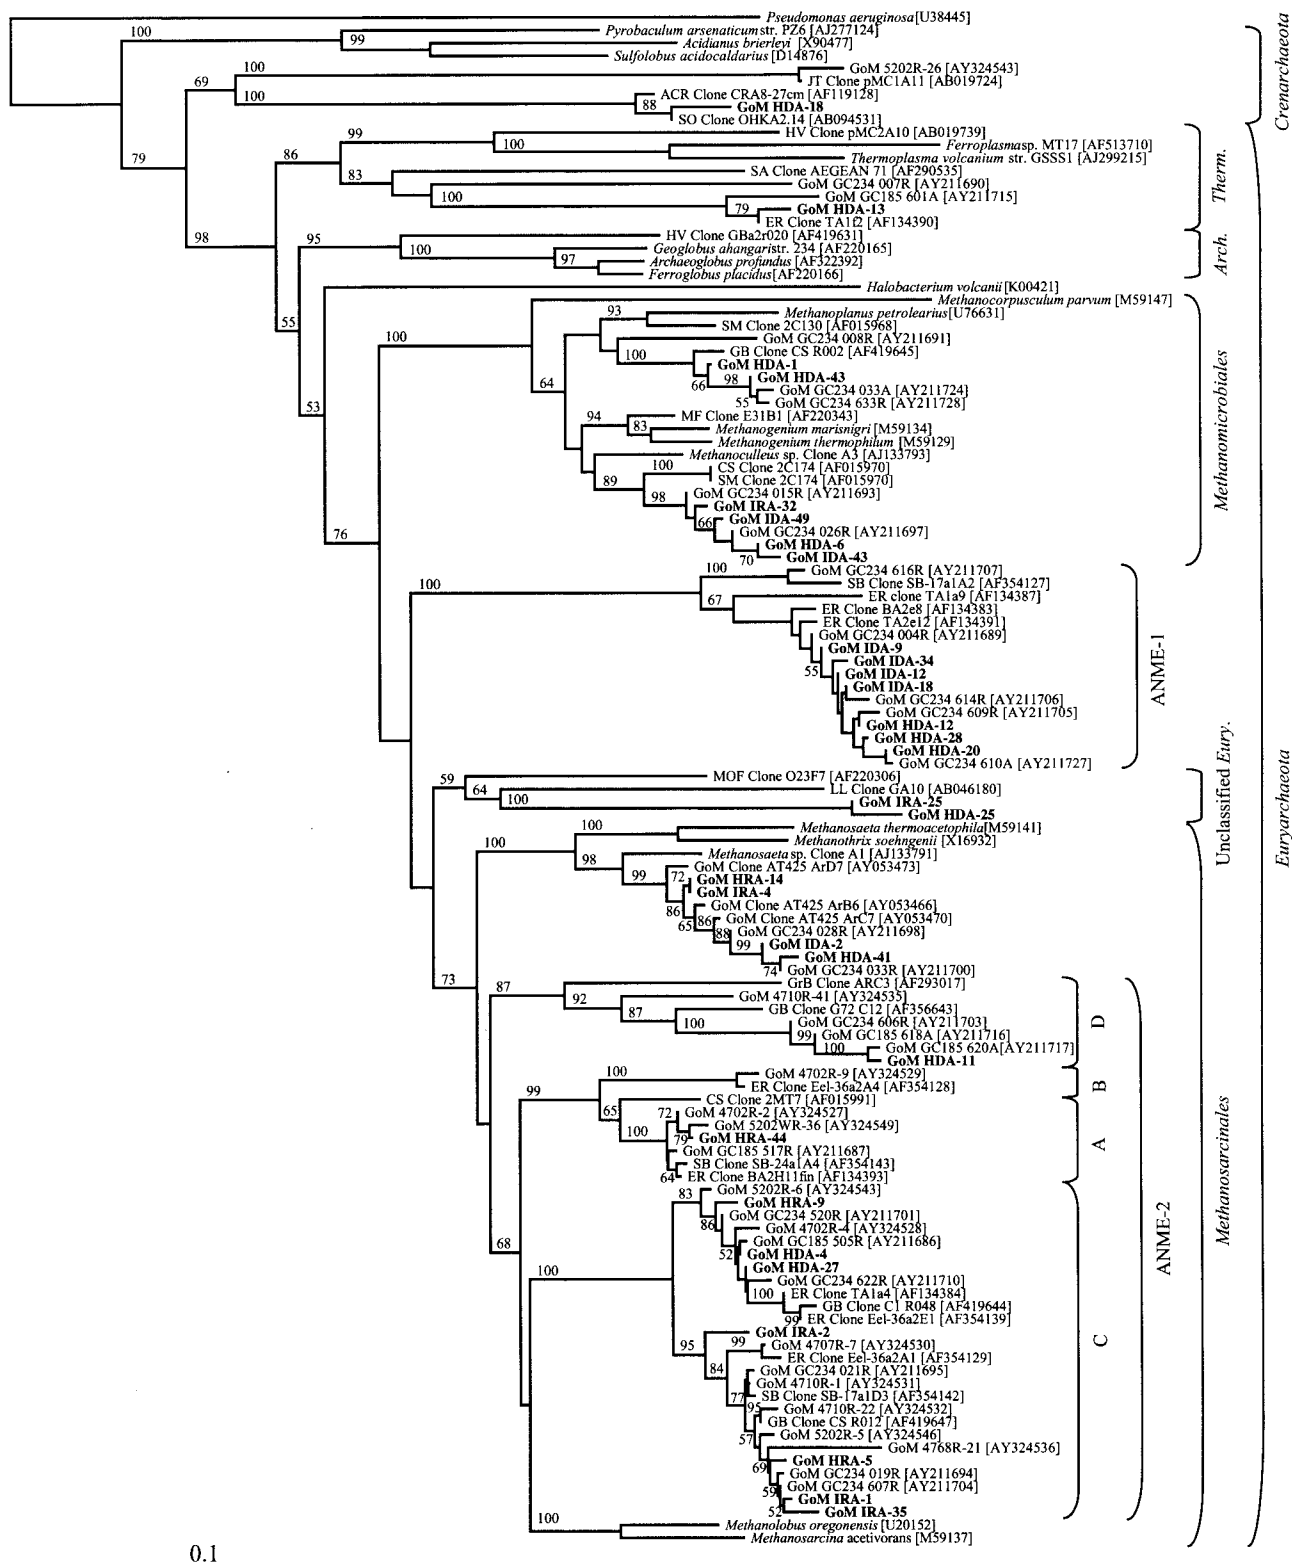 Pseudomonas aeruginosa[U38445]
100
Pyrobaculum arsenaticum str. PZ6 [AJ277124]
99
Acidianus brierleyi [X90477]
Sulfolobus acidocaldarius [D14876]
100
GoM 5202R-26 [AY324543]
69
JT Clone pMC1A11 [AB019724]
100
ACR Clone CRA8-27cm [AF119128]
88
GoM HDA-18
SO Clone OHKA2.14 [AB094531]
Crenarchaeota
79
HV Clone pMC2A10 [AB019739]
99
100
Ferroplasma sp. MT17 [AF513710]
86
Thermoplasma volcanium str. GSSS1 [AJ299215]
83
SA Clone AEGEAN 71 [AF290535]
GoM GC234 007R [AY211690]
100
GoM GC185 601A [AY211715]
79
GoM HDA-13
ER Clone TA1f2 [AF134390]
Therm.
98
95
HV Clone GBa2r020 [AF419631]
100
Geoglobus ahangari str. 234 [AF220165]
97
Archaeoglobus profundus [AF322392]
Ferroglobus placidus [AF220166]
Arch.
55
Halobacterium volcanii [K00421]
Methanocorpusculum parvum [M59147]
100
93
Methanoplanus petrolearius [U76631]
SM Clone 2C130 [AF015968]
GoM GC234 008R [AY211691]
100
GB Clone CS R002 [AF419645]
GoM HDA-1
66
98
GoM HDA-43
GoM GC234 033A [AY211724]
55
GoM GC234 633R [AY211728]
64
53
94
MF Clone E31B1 [AF220343]
83
Methanogenium marisnigri [M59134]
Methanogenium thermophilum [M59129]
Methanoculleus sp. Clone A3 [AJ133793]
100
CS Clone 2C174 [AF015970]
89
SM Clone 2C174 [AF015970]
98
GoM GC234 015R [AY211693]
GoM IRA-32
66
GoM IDA-49
GoM GC234 026R [AY211697]
GoM HDA-6
70
GoM IDA-43
Methanomicrobiales
76
100
100
GoM GC234 616R [AY211707]
SB Clone SB-17a1A2 [AF354127]
67
ER clone TA1a9 [AF134387]
ER Clone BA2e8 [AF134383]
ER Clone TA2e12 [AF134391]
GoM GC234 004R [AY211689]
GoM IDA-9
55
GoM IDA-34
GoM IDA-12
GoM IDA-18
GoM GC234 614R [AY211706]
GoM GC234 609R [AY211705]
GoM HDA-12
GoM HDA-28
GoM HDA-20
GoM GC234 610A [AY211727]
ANME-1
59
MOF Clone O23F7 [AF220306]
64
LL Clone GA10 [AB046180]
100
GoM IRA-25
GoM HDA-25
Unclassified Eury.
Euryarchaeota
100
100
Methanosaeta thermoacetophila[M59141]
Methanothrix soehngenii [X16932]
98
Methanosaeta sp. Clone A1 [AJ133791]
99
GoM Clone AT425 ArD7 [AY053473]
72
GoM HRA-14
GoM IRA-4
86
GoM Clone AT425 ArB6 [AY053466]
65
86
GoM Clone AT425 ArC7 [AY053470]
88
GoM GC234 028R [AY211698]
99
GoM IDA-2
GoM HDA-41
74
GoM GC234 033R [AY211700]
73
87
GrB Clone ARC3 [AF293017]
92
GoM 4710R-41 [AY324535]
87
GB Clone G72 C12 [AF356643]
100
GoM GC234 606R [AY211703]
99
GoM GC185 618A [AY211716]
100
GoM GC185 620A[AY211717]
GoM HDA-11
D
100
GoM 4702R-9 [AY324529]
99
ER Clone Eel-36a2A4 [AF354128]
B
65
CS Clone 2MT7 [AF015991]
72
GoM 4702R-2 [AY324527]
100
GoM 5202WR-36 [AY324549]
79
GoM HRA-44
GoM GC185 517R [AY211687]
SB Clone SB-24a1A4 [AF354143]
64
ER Clone BA2H11fin [AF134393]
A
Methanosarcinales
83
GoM 5202R-6 [AY324543]
GoM HRA-9
86
GoM GC234 520R [AY211701]
GoM 4702R-4 [AY324528]
68
GoM GC185 505R [AY211686]
52
GoM HDA-4
GoM HDA-27
100
GoM GC234 622R [AY211710]
100
ER Clone TA1a4 [AF134384]
GB Clone C1 R048 [AF419644]
99
ER Clone Eel-36a2E1 [AF354139]
ANME-2
95
GoM IRA-2
99
GoM 4707R-7 [AY324530]
ER Clone Eel-36a2A1 [AF354129]
84
GoM GC234 021R [AY211695]
GoM 4710R-1 [AY324531]
77
SB Clone SB-17a1D3 [AF354142]
95
GoM 4710R-22 [AY324532]
GB Clone CS R012 [AF419647]
57
GoM 5202R-5 [AY324546]
GoM 4768R-21 [AY324536]
GoM HRA-5
69
GoM GC234 019R [AY211694]
GoM GC234 607R [AY211704]
59
GoM IRA-1
52
GoM IRA-35
C
100
Methanolobus oregonensis [U20152]
Methanosarcina acetivorans [M59137]
0.1